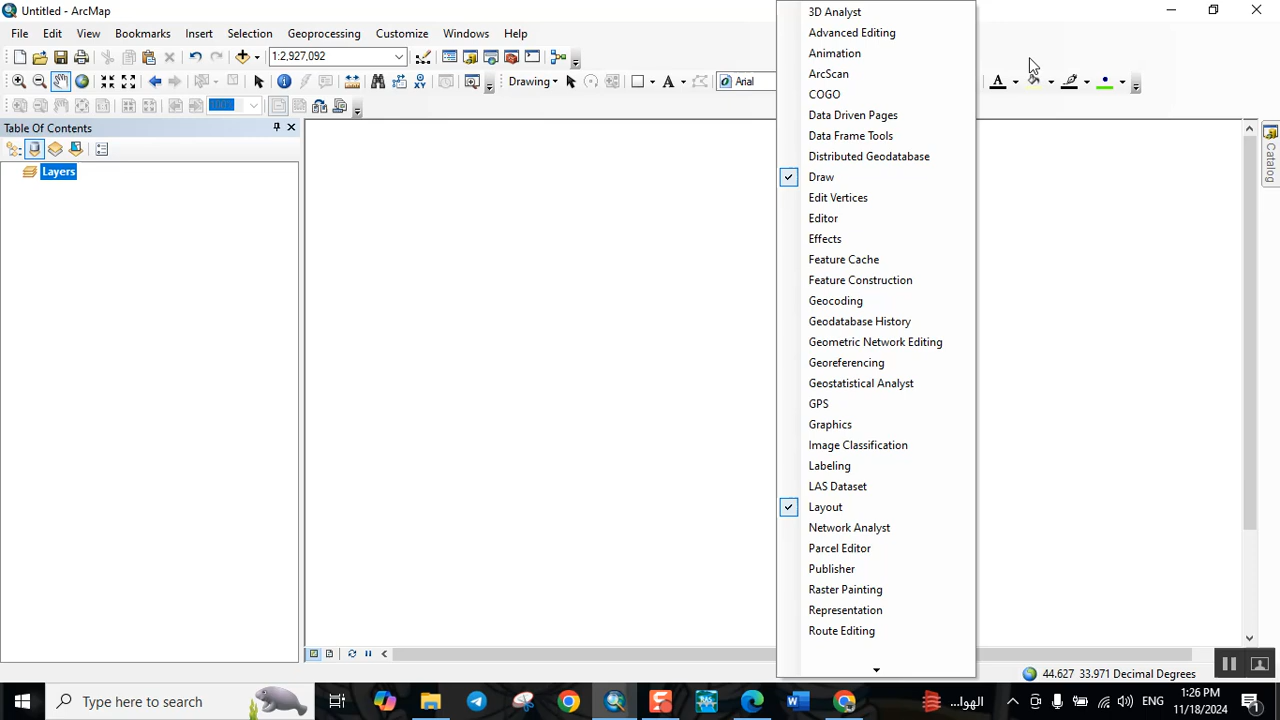 Untitled - ArcMap
File Edit View Bookmarks Insert Selection Geoprocessing Customize Windows Help
1:2,927,092
Drawing
A
Arial
A
XY
Table Of Contents
Layers
Catalog
3D Analyst
Advanced Editing
Animation
ArcScan
COGO
Data Driven Pages
Data Frame Tools
Distributed Geodatabase
Draw
Edit Vertices
Editor
Effects
Feature Cache
Feature Construction
Geocoding
Geodatabase History
Geometric Network Editing
Georeferencing
Geostatistical Analyst
GPS
Graphics
Image Classification
Labeling
LAS Dataset
Layout
Network Analyst
Parcel Editor
Publisher
Raster Painting
Representation
Route Editing
44.627 33.971 Decimal Degrees
Type here to search
الهوا...
ENG
1:26 PM
11/18/2024
1